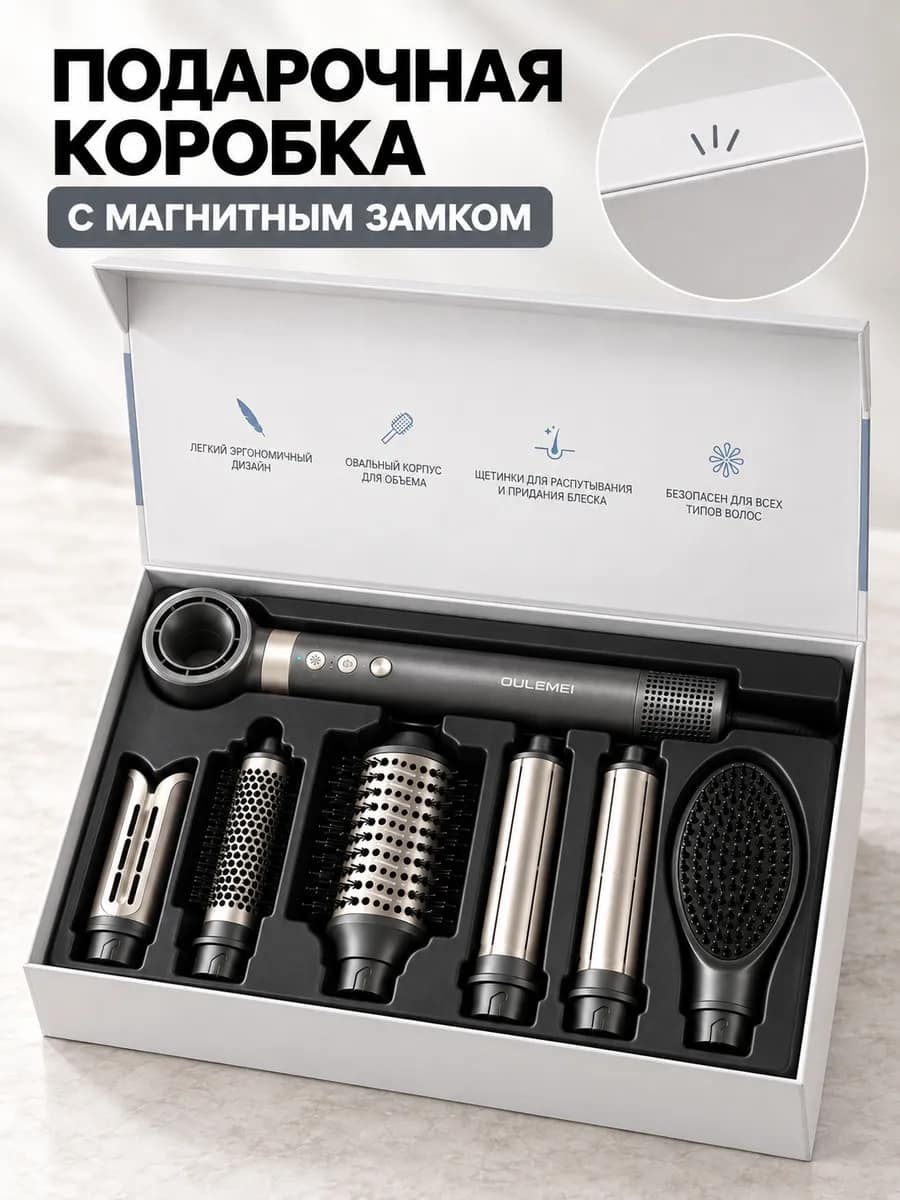 ПОДАРОЧНАЯ
КОРОБКА
С МАГНИТНЫМ ЗАМКОМ
ЛЕГКИЙ ЭРГОНОМИЧНЫЙ
ДИЗАЙН
ОВАЛЬНЫЙ КОРПУС
ДЛЯ ОБЪЕМА
ЩЕТИНКИ ДЛЯ РАСПУТЫВАНИЯ
И ПРИДАНИЯ БЛЕСКА
БЕЗОПАСЕН ДЛЯ ВСЕХ
ТИПОВ ВОЛОС
OULEMEI